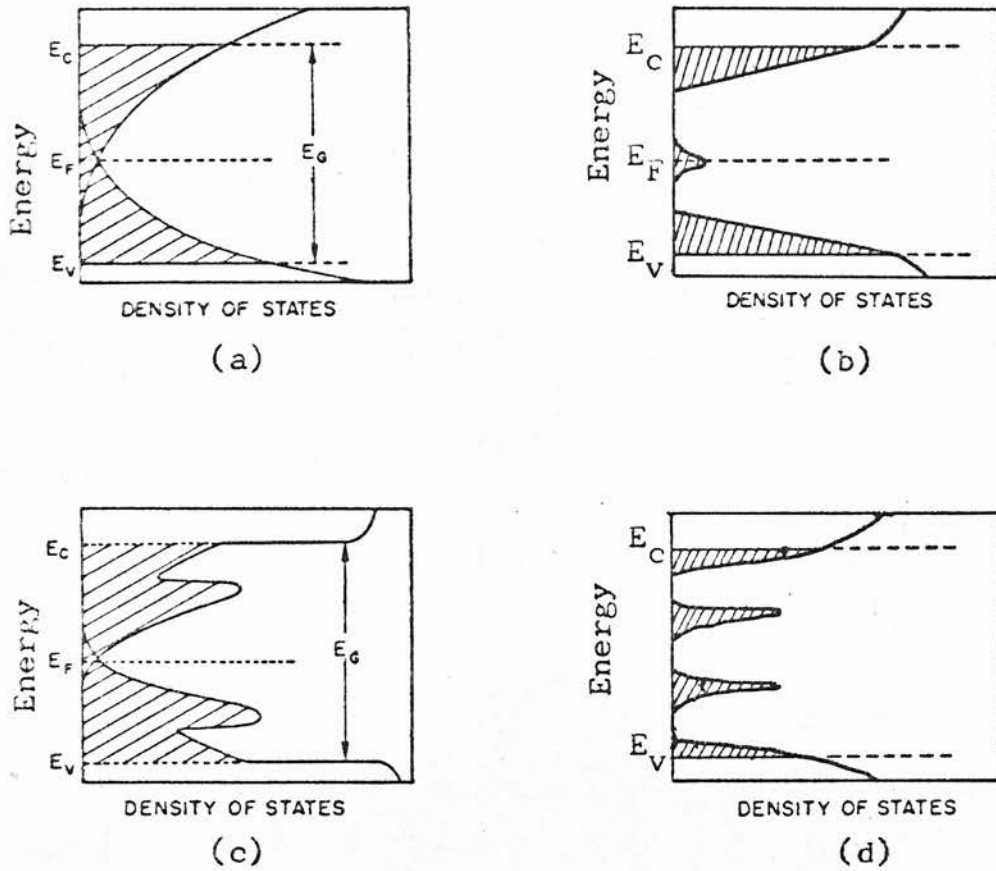 Energy
E_C
E_F
E_V
E_G
DENSITY OF STATES
(a)
Energy
E_C
E_F
E_V
DENSITY OF STATES
(b)
Energy
E_C
E_F
E_V
E_G
DENSITY OF STATES
(c)
Energy
E_C
E_V
DENSITY OF STATES
(d)